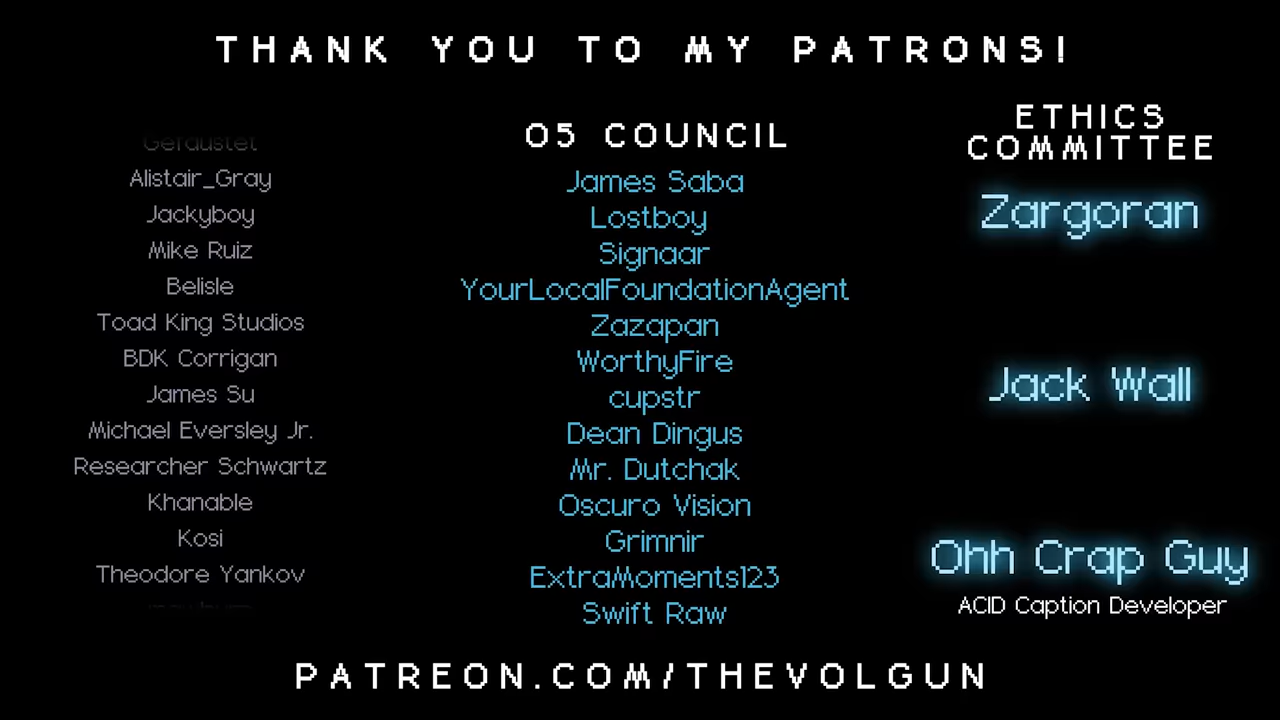 THANK YOU TO MY PATRONS!
Gefaustet
Alistair_Gray
Jackyboy
Mike Ruiz
Belisle
Toad King Studios
BDK Corrigan
James Su
Michael Eversley Jr.
Researcher Schwartz
Khanable
Kosi
Theodore Yankov
O5 COUNCIL
James Saba
Lostboy
Signaar
YourLocalFoundationAgent
Zazapan
WorthyFire
cupstr
Dean Dingus
Mr. Dutchak
Oscuro Vision
Grimnir
ExtraMoments123
Swift Raw
ETHICS
COMMITTEE
Zargoran
Jack Wall
Ohh Crap Guy
ACID Caption Developer
PATREON.COM/THEVOLGUN